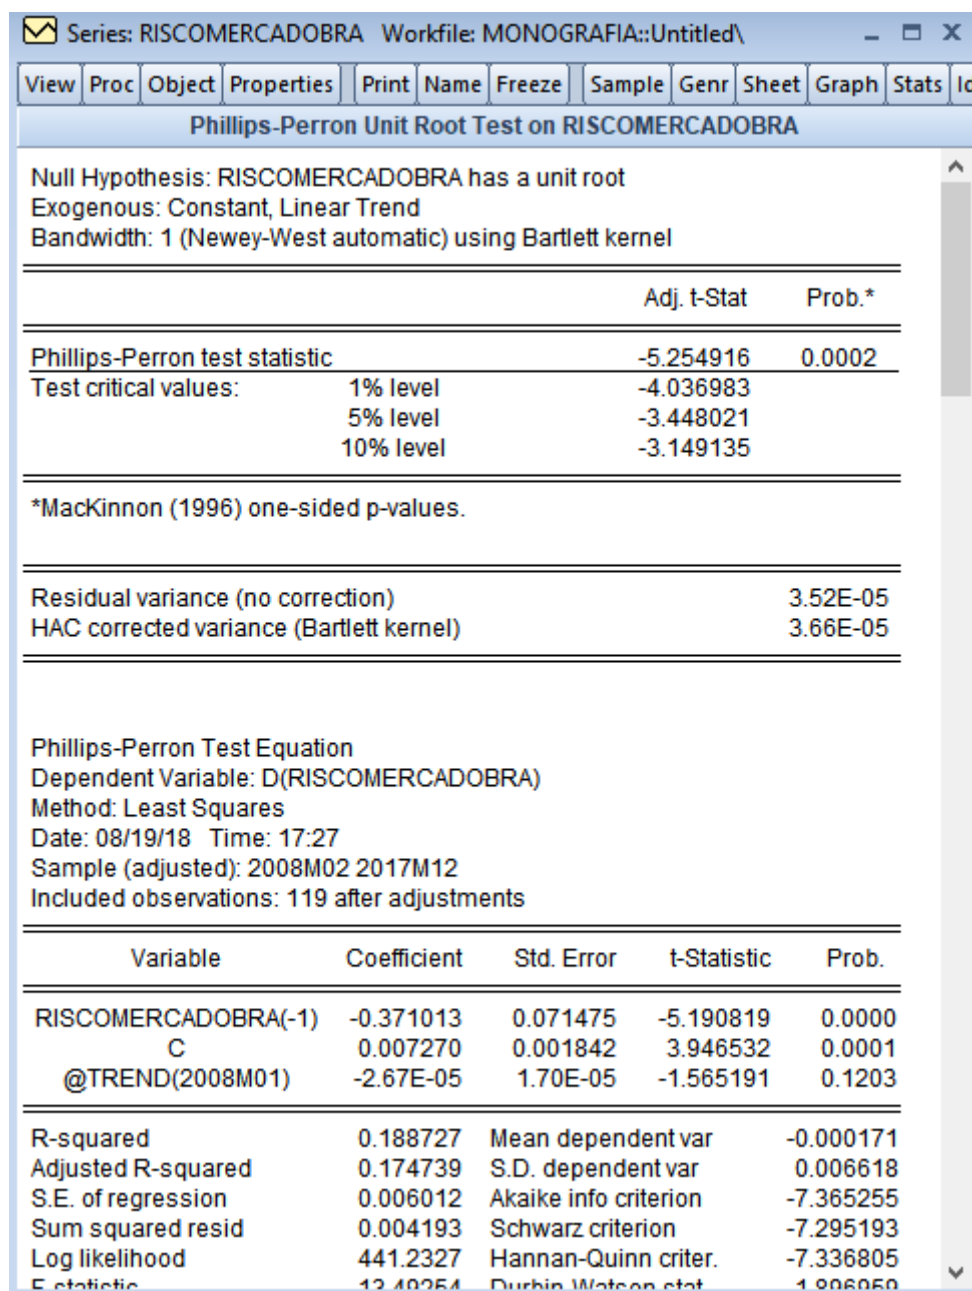 Series: RISCOMERCADOBRA Workfile: MONOGRAFIA::Untitled\
View Proc Object Properties Print Name Freeze Sample Genr Sheet Graph Stats
Phillips-Perron Unit Root Test on RISCOMERCADOBRA
Null Hypothesis: RISCOMERCADOBRA has a unit root
Exogenous: Constant, Linear Trend
Bandwidth: 1 (Newey-West automatic) using Bartlett kernel
Adj. t-Stat Prob.*
Phillips-Perron test statistic -5.254916 0.0002
Test critical values: 1% level -4.036983
5% level -3.448021
10% level -3.149135
*MacKinnon (1996) one-sided p-values.
Residual variance (no correction) 3.52E-05
HAC corrected variance (Bartlett kernel) 3.66E-05
Phillips-Perron Test Equation
Dependent Variable: D(RISCOMERCADOBRA)
Method: Least Squares
Date: 08/19/18 Time: 17:27
Sample (adjusted): 2008M02 2017M12
Included observations: 119 after adjustments
Variable Coefficient Std. Error t-Statistic Prob.
RISCOMERCADOBRA(-1) -0.371013 0.071475 -5.190819 0.0000
C 0.007270 0.001842 3.946532 0.0001
@TREND(2008M01) -2.67E-05 1.70E-05 -1.565191 0.1203
R-squared 0.188727 Mean dependent var -0.000171
Adjusted R-squared 0.174739 S.D. dependent var 0.006618
S.E. of regression 0.006012 Akaike info criterion -7.365255
Sum squared resid 0.004193 Schwarz criterion -7.295193
Log likelihood 441.2327 Hannan-Quinn criter. -7.336805
F-statistic 13.49254 Durbin-Watson stat 1.896959